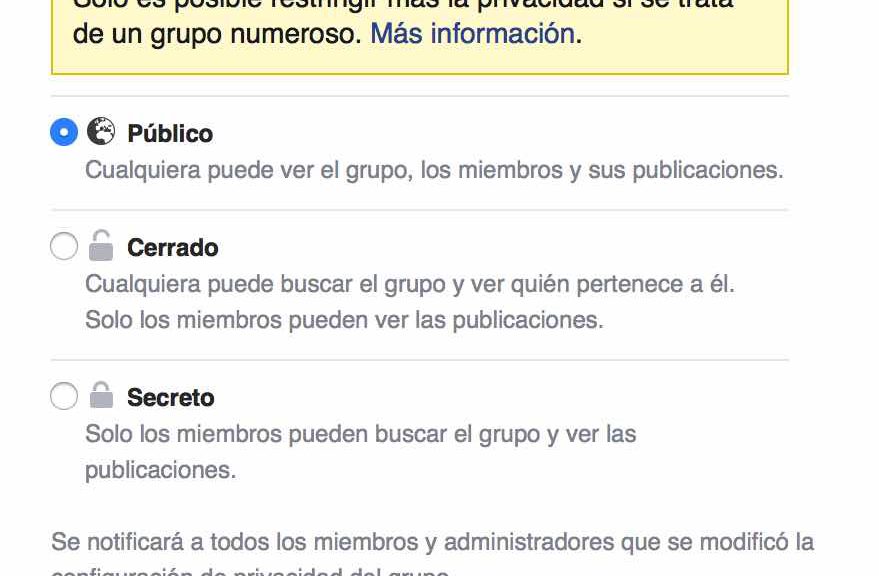 Solo es posible restringir más la privacidad si se trata
de un grupo numeroso. Más información.
Público
Cualquiera puede ver el grupo, los miembros y sus publicaciones.
Cerrado
Cualquiera puede buscar el grupo y ver quién pertenece a él.
Solo los miembros pueden ver las publicaciones.
Secreto
Solo los miembros pueden buscar el grupo y ver las
publicaciones.
Se notificará a todos los miembros y administradores que se modificó la
configuración de privacidad del grupo.